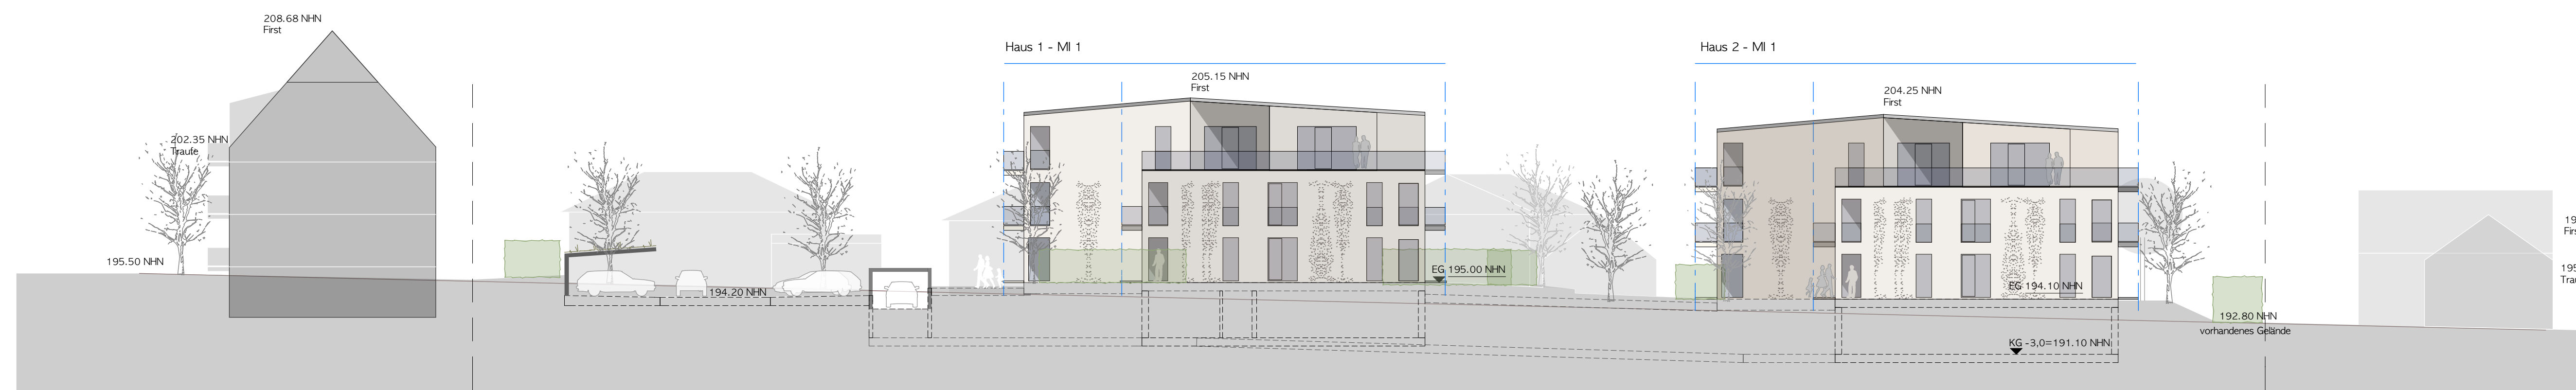 208.68 NHN
First
202.35 NHN
Traufe
195.50 NHN
194.20 NHN
Haus 1 - MI 1
205.15 NHN
First
EG 195.00 NHN
Haus 2 - MI 1
204.25 NHN
First
EG 194.10 NHN
KG -3,0=191.10 NHN
192.80 NHN
vorhandenes Gelände